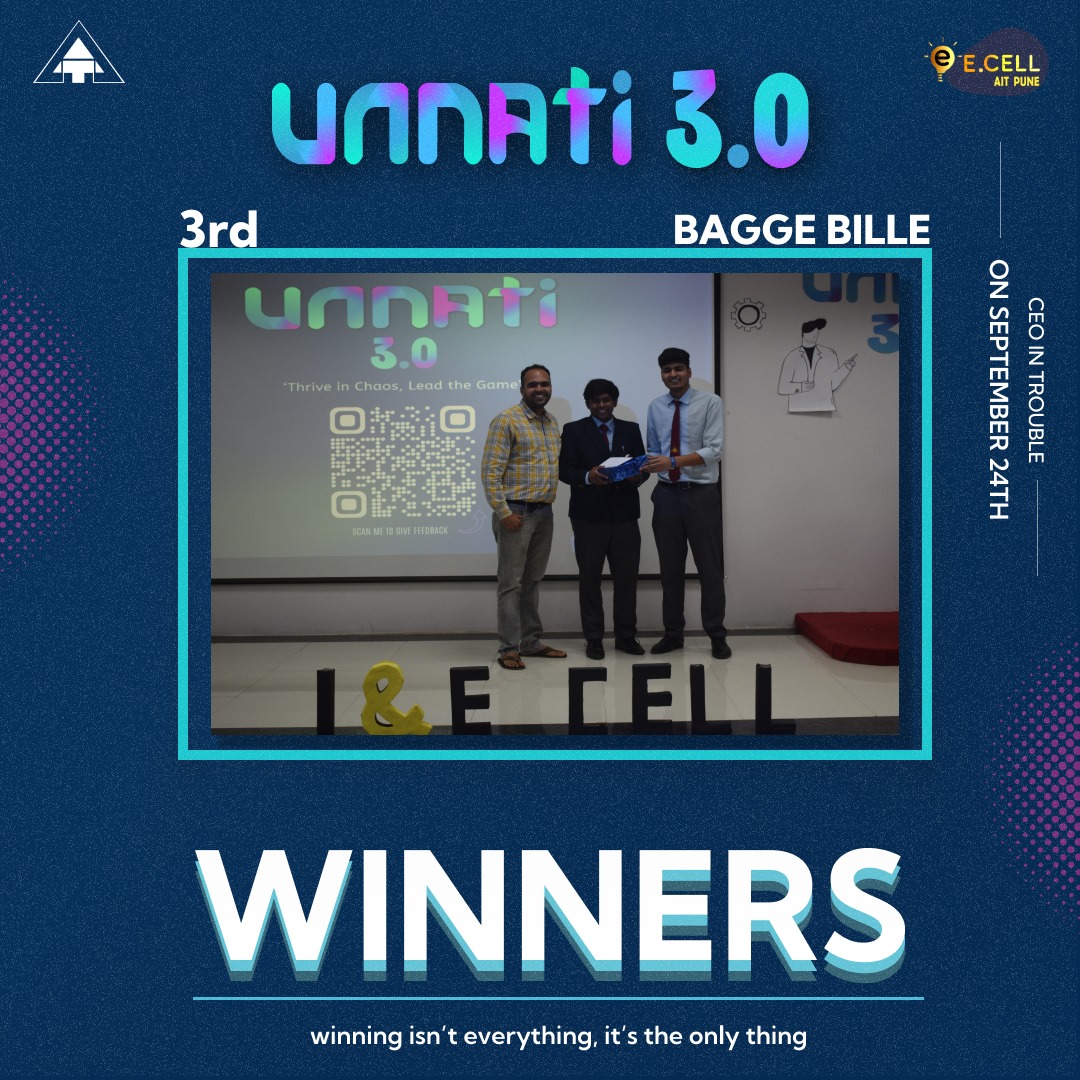 e E.CELL
AIT PUNE
UNNATi 3.0
3rd
BAGGE BILLE
UNNATi
3.0
"Thrive in Chaos, Lead the Game"
SCAN ME TO GIVE FEEDBACK
I & E CELL
CEO IN TROUBLE
ON SEPTEMBER 24TH
WINNERS
winning isn't everything, it's the only thing